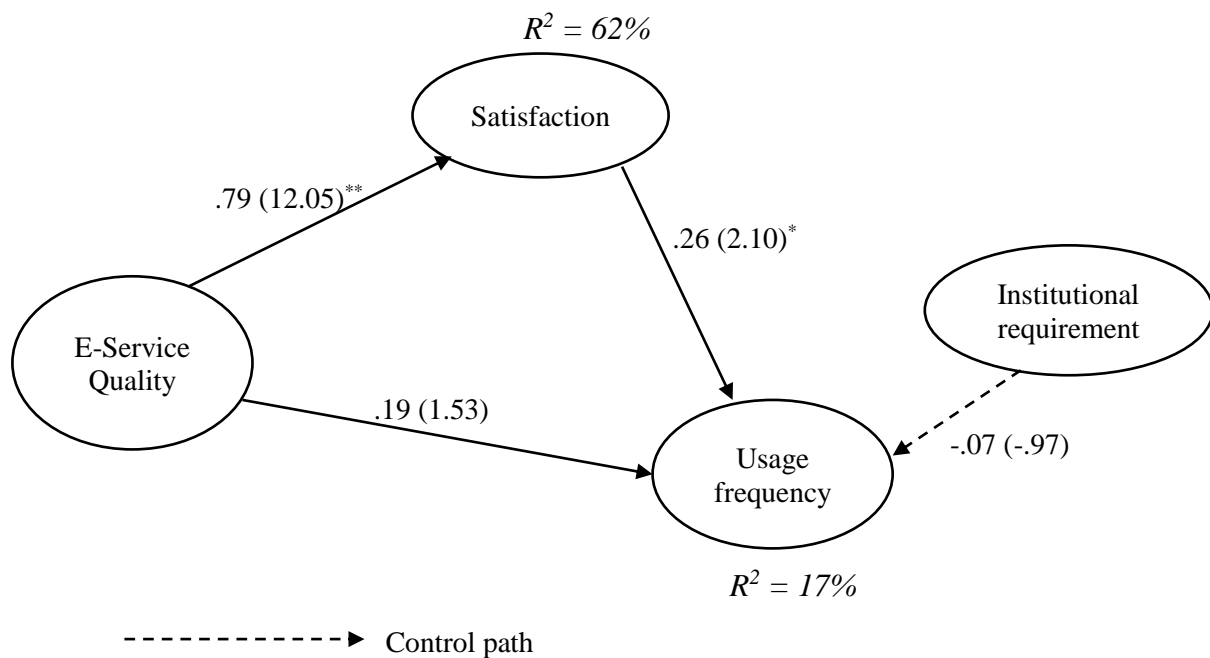 R² = 62%
Satisfaction
.79 (12.05)**
.26 (2.10)*
Institutional
requirement
E-Service
Quality
.19 (1.53)
-.07 (-.97)
Usage
frequency
R² = 17%
Control path